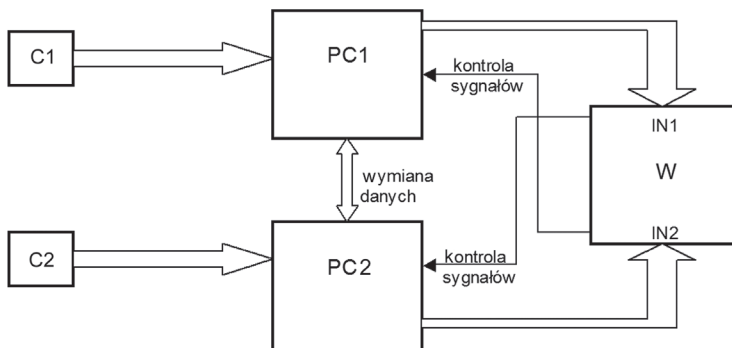 C1
PC1
kontrola
sygnałów
IN1
W
wymiana
danych
IN2
C2
PC2
kontrola
sygnałów